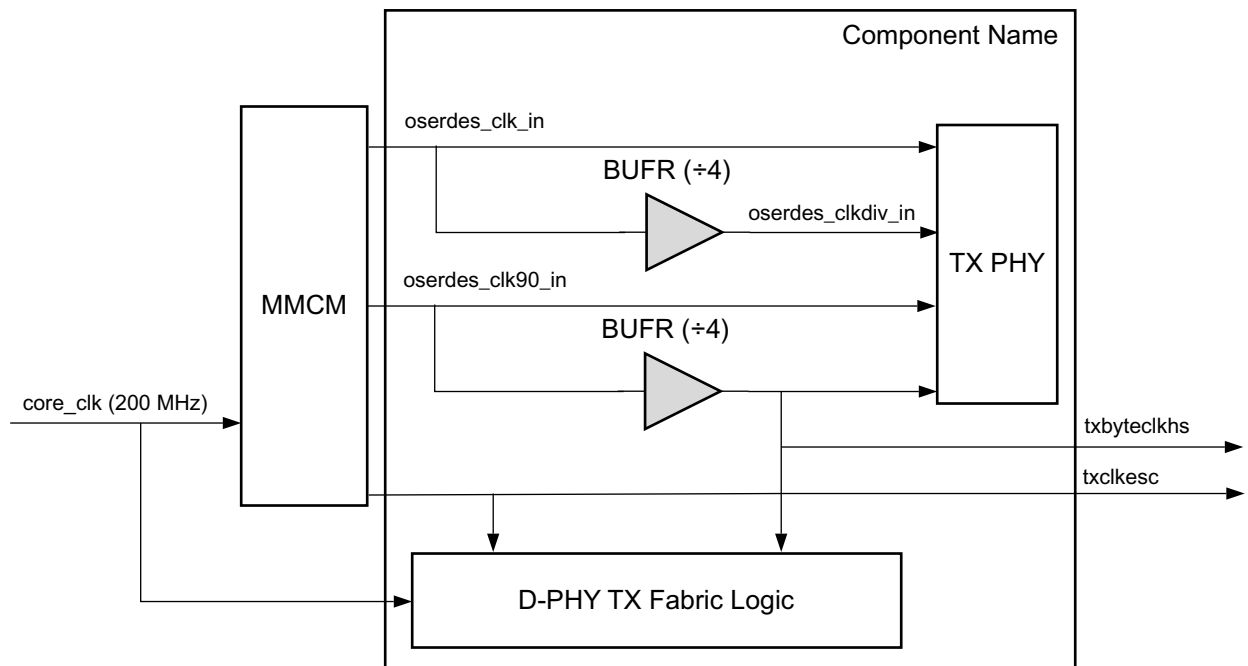 Component Name
oserdes_clk_in
BUFR (÷4)
oserdes_clkdiv_in
TX PHY
oserdes_clk90_in
MMCM
BUFR (÷4)
core_clk (200 MHz)
txbyteclkhs
txclkesc
D-PHY TX Fabric Logic